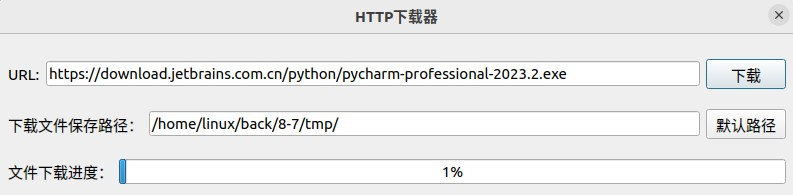 HTTP下载器
URL: https://download.jetbrains.com.cn/python/pycharm-professional-2023.2.exe 下载
下载文件保存路径： /home/linux/back/8-7/tmp/ 默认路径
文件下载进度： 1%